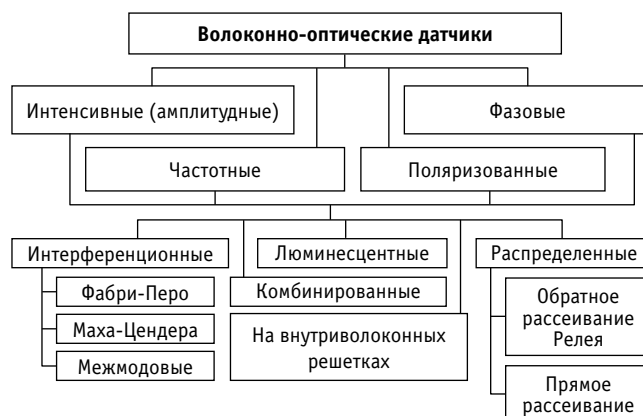 Волоконно-оптические датчики
Интенсивные (амплитудные)
Фазовые
Частотные
Поляризованные
Интерференционные
Люминесцентные
Распределенные
Фабри-Перо
Комбинированные
Обратное
рассеивание
Релея
Маха-Цендера
На внутриволоконных
решетках
Межмодовые
Прямое
рассеивание